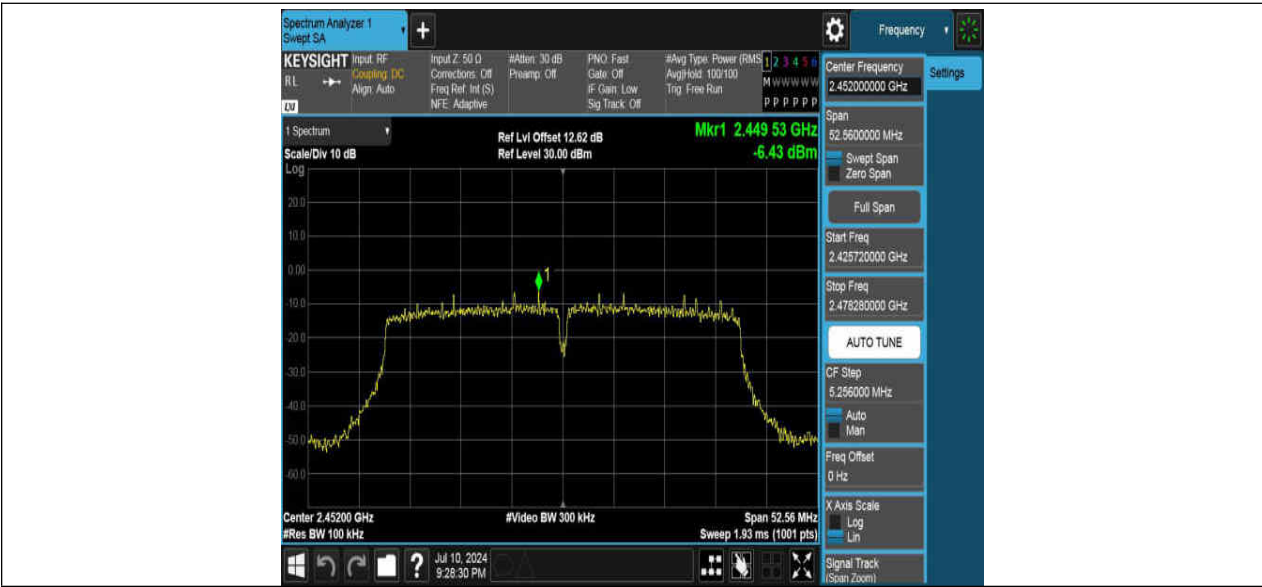 Spectrum Analyzer 1
Swept SA
+
Frequency
KEYSIGHT
RL
LXI
Input: RF
Coupling: DC
Align: Auto
Input Z: 50 Ω
Corrections: Off
Freq Ref: Int (S)
NFE: Adaptive
#Atten: 30 dB
Preamp: Off
PNO: Fast
Gate: Off
IF Gain: Low
Sig Track: Off
#Avg Type: Power (RMS
Avg|Hold: 100/100
Trig: Free Run
1 2 3 4 5 6
M W W W W W
P P P P P P
Center Frequency
2.452000000 GHz
Settings
1 Spectrum
Scale/Div 10 dB
Ref Lvl Offset 12.62 dB
Ref Level 30.00 dBm
Mkr1 2.449 53 GHz
-6.43 dBm
Log
20.0
10.0
0.00
-10.0
-20.0
-30.0
-40.0
-50.0
-60.0
1
Span
52.5600000 MHz
Swept Span
Zero Span
Full Span
Start Freq
2.425720000 GHz
Stop Freq
2.478280000 GHz
AUTO TUNE
CF Step
5.256000 MHz
Auto
Man
Freq Offset
0 Hz
X Axis Scale
Log
Lin
Signal Track
(Span Zoom)
Center 2.45200 GHz
#Res BW 100 kHz
#Video BW 300 kHz
Span 52.56 MHz
Sweep 1.93 ms (1001 pts)
?
Jul 10, 2024
9:28:30 PM